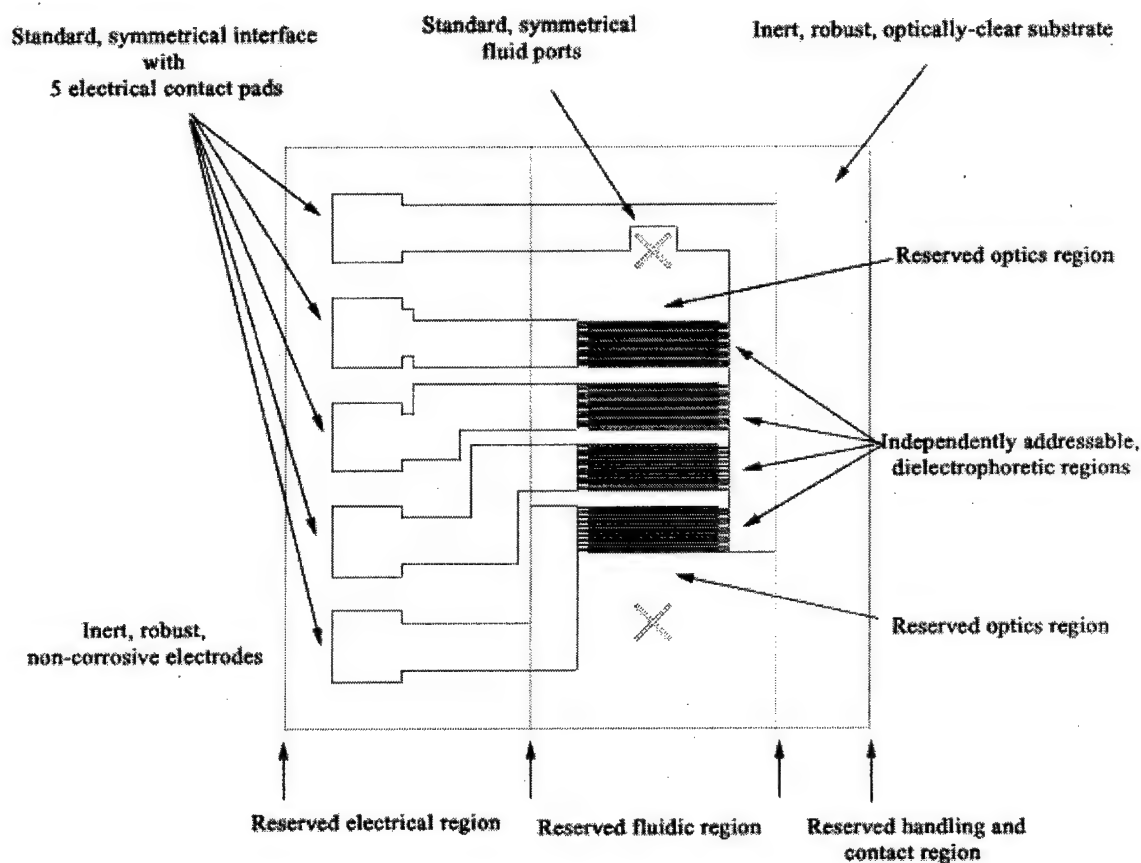 Standard, symmetrical interface
with
5 electrical contact pads
Standard, symmetrical
fluid ports
Inert, robust, optically-clear substrate
Reserved optics region
Independently addressable,
dielectrophoretic regions
Reserved optics region
Inert, robust,
non-corrosive electrodes
Reserved electrical region
Reserved fluidic region
Reserved handling and
contact region